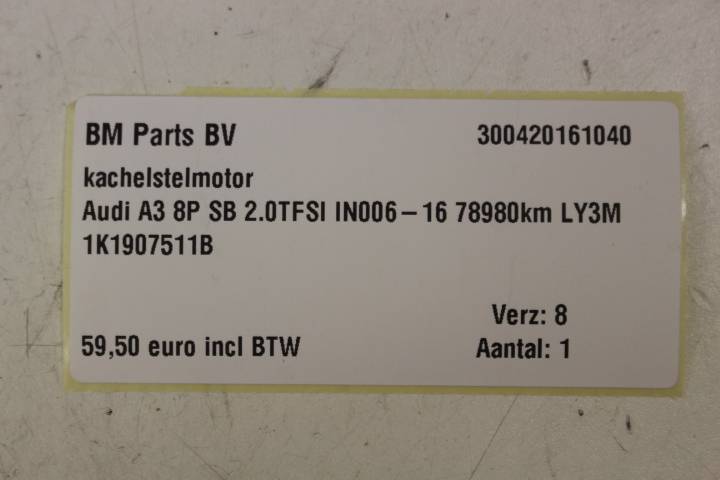 BM Parts BV 300420161040
kachelstelmotor
Audi A3 8P SB 2.0TFSI IN006-16 78980km LY3M
1K1907511B
Verz: 8
59,50 euro incl BTW Aantal: 1